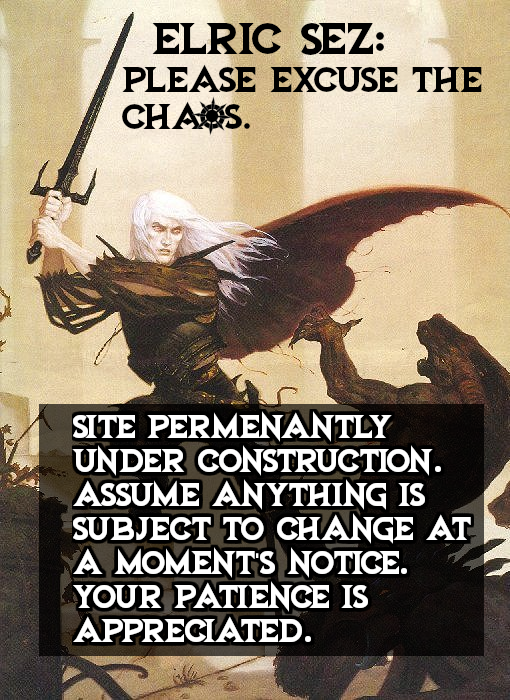 ELRIC SEZ:
PLEASE EXCUSE THE
CHAOS.
SITE PERMENANTLY
UNDER CONSTRUCTION.
ASSUME ANYTHING IS
SUBJECT TO CHANGE AT
A MOMENT'S NOTICE.
YOUR PATIENCE IS
APPRECIATED.